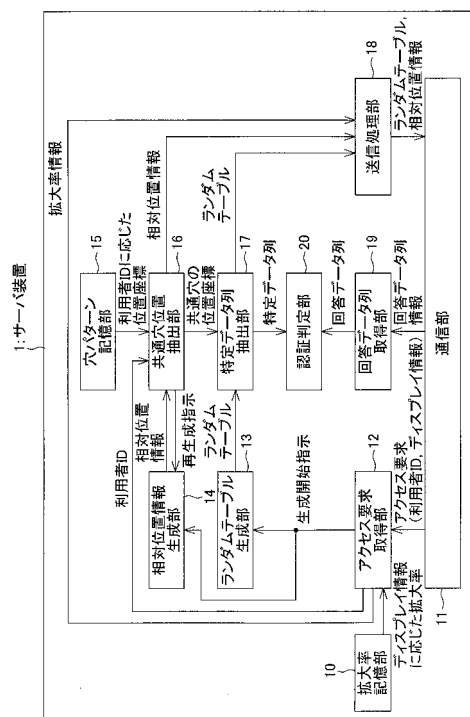 1:サーバ装置
拡大率情報
15
穴パターン
記憶部
利用者IDに応じた
位置座標
利用者ID
相対位置
情報
再生成指示
14
相対位置情報
生成部
16
共通穴位置
抽出部
相対位置情報
共通穴の
位置座標
ランダム
テーブル
13
ランダムテーブル
生成部
17
特定データ列
抽出部
ランダム
テーブル
18
送信処理部
ランダムテーブル,
相対位置情報
特定データ列
20
認証判定部
生成開始指示
回答データ列
12
アクセス要求
取得部
19
回答データ列
取得部
10
拡大率
記憶部
ディスプレイ情報
に応じた拡大率
アクセス要求
(利用者ID,ディスプレイ情報)
回答データ列
情報
11
通信部